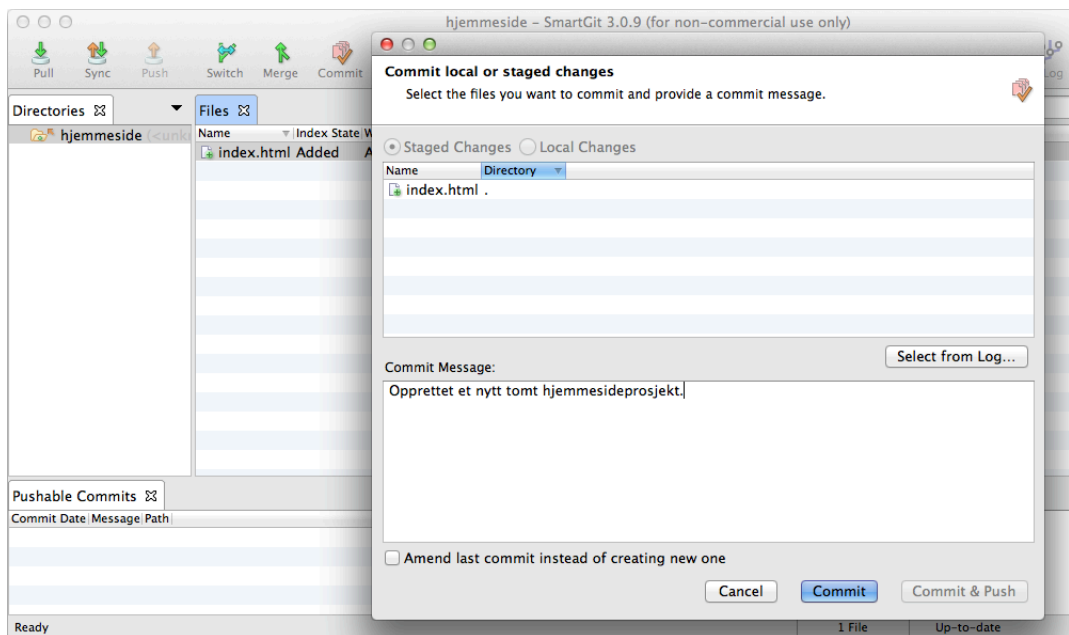 hjemmeside – SmartGit 3.0.9 (for non-commercial use only)
Pull Sync Push Switch Merge Commit Log
Directories
hjemmeside
Files
Name Index State W
index.html Added A
Commit local or staged changes
Select the files you want to commit and provide a commit message.
Staged Changes Local Changes
Name Directory
index.html .
Select from Log...
Commit Message:
Opprettet et nytt tomt hjemmesideprosjekt.
Amend last commit instead of creating new one
Cancel Commit Commit & Push
Pushable Commits
Commit Date Message Path
Ready 1 File Up-to-date